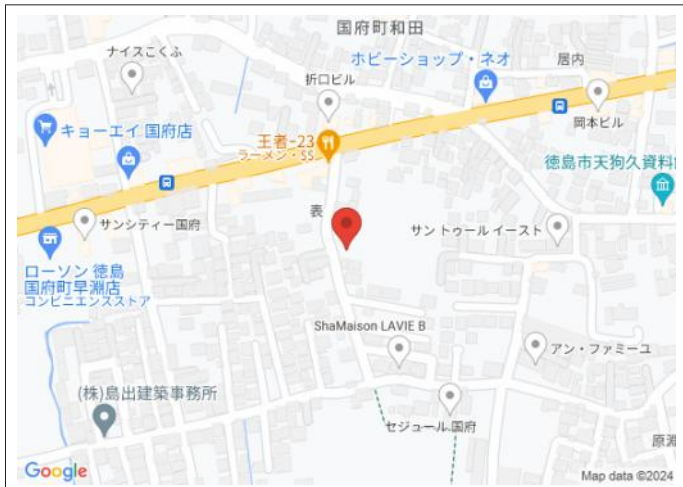 国府町和田
ナイスこくふ
ホビーショップ・ネオ
居内
折口ビル
岡本ビル
キョーエイ 国府店
王者-23
ラーメン・SS
徳島市天狗久資料館
表
サンシティー国府
サン トゥール イースト
ローソン 徳島
国府町早淵店
コンビニエンスストア
ShaMaison LAVIE B
アン・ファミーユ
(株)島出建築事務所
セジュール 国府
原淵
Google
Map data ©2024